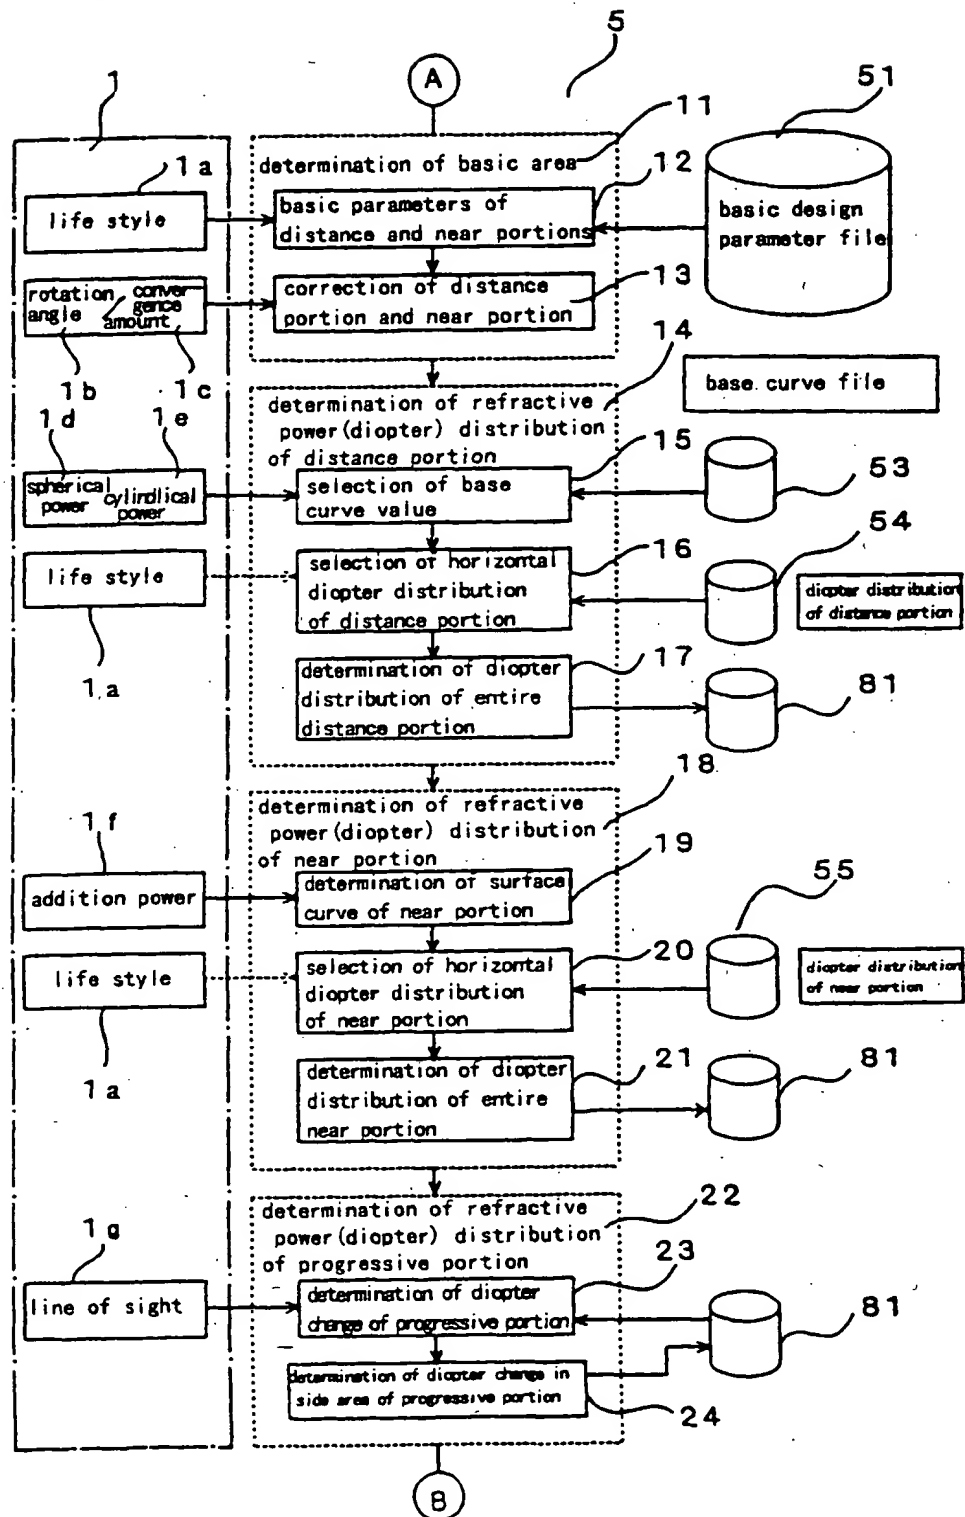 5
A
1
51
11
determination of basic area
12
1a
life style
basic parameters of
distance and near portions
basic design
parameter file
rotation
angle
conver
gence
amount
correction of distance
portion and near portion
13
14
1b
1c
base curve file
1d
1e
determination of refractive
power(diopter) distribution
of distance portion
15
spherical
power
cylindlical
power
selection of base
curve value
53
54
life style
selection of horizontal
diopter distribution
of distance portion
16
diopter distribution
of distance portion
1a
determination of diopter
distribution of entire
distance portion
17
81
18
determination of refractive
power(diopter) distribution
of near portion
19
1f
addition power
determination of surface
curve of near portion
55
life style
selection of horizontal
diopter distribution
of near portion
20
diopter distribution
of near portion
1a
determination of diopter
distribution of entire
near portion
21
81
22
determination of refractive
power(diopter) distribution
of progressive portion
23
1g
line of sight
determination of diopter
change of progressive portion
81
determination of diopter change in
side area of progressive portion
24
B